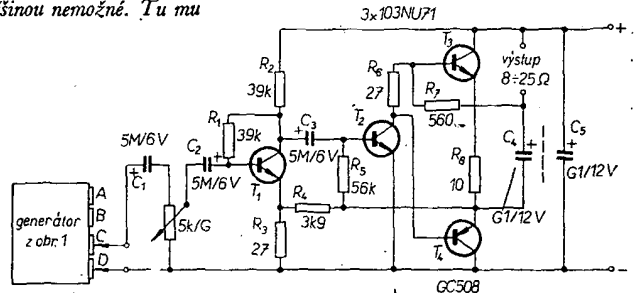 šinou nemožné. Tu mu
3×103NU71
+
R2
39k
R1
39k
C3
+
5M/6V
R6
27
T3
R7
560
výstup
8÷25Ω
C4
+
C5
+
G1/12V
5M/6V
+
C1
C2
+
5M/6V
T1
T2
R5
56k
R8
10
A
B
C
D
generátor
z obr. 1
5k/G
R3
27
R4
3k9
G1/12V
T4
GC508
-